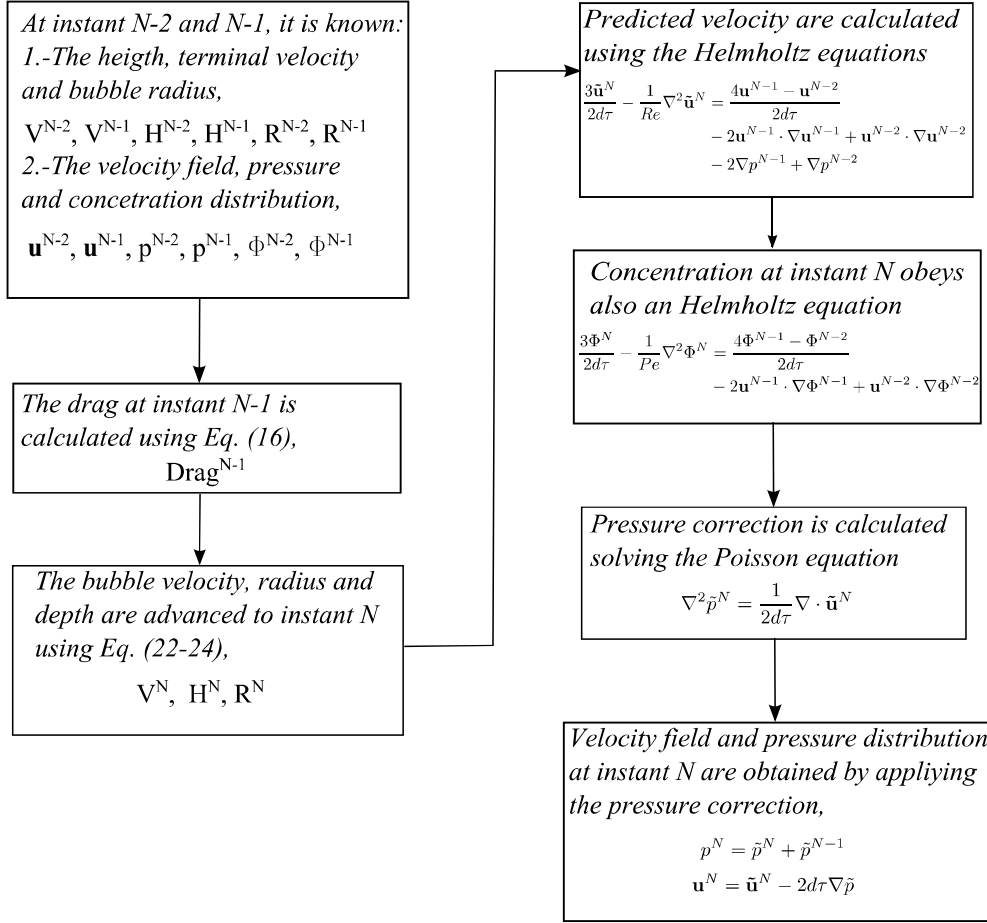 At instant N-2 and N-1, it is known:
1.-The heigth, terminal velocity
and bubble radius,
V^{N-2}, V^{N-1}, H^{N-2}, H^{N-1}, R^{N-2}, R^{N-1}
2.-The velocity field, pressure
and concetration distribution,
u^{N-2}, u^{N-1}, p^{N-2}, p^{N-1}, Φ^{N-2}, Φ^{N-1}
The drag at instant N-1 is
calculated using Eq. (16),
Drag^{N-1}
The bubble velocity, radius and
depth are advanced to instant N
using Eq. (22-24),
V^N, H^N, R^N
Predicted velocity are calculated
using the Helmholtz equations
\frac{3ũ^N}{2dτ} − \frac{1}{Re}∇²ũ^N = \frac{4u^{N−1} − u^{N−2}}{2dτ}
− 2u^{N−1} · ∇u^{N−1} + u^{N−2} · ∇u^{N−2}
− 2∇p^{N−1} + ∇p^{N−2}
Concentration at instant N obeys
also an Helmholtz equation
\frac{3Φ^N}{2dτ} − \frac{1}{Pe}∇²Φ^N = \frac{4Φ^{N−1} − Φ^{N−2}}{2dτ}
− 2u^{N−1} · ∇Φ^{N−1} + u^{N−2} · ∇Φ^{N−2}
Pressure correction is calculated
solving the Poisson equation
∇²p̃^N = \frac{1}{2dτ}∇ · ũ^N
Velocity field and pressure distribution
at instant N are obtained by appliying
the pressure correction,
p^N = p̃^N + p̃^{N−1}
u^N = ũ^N − 2dτ∇p̃